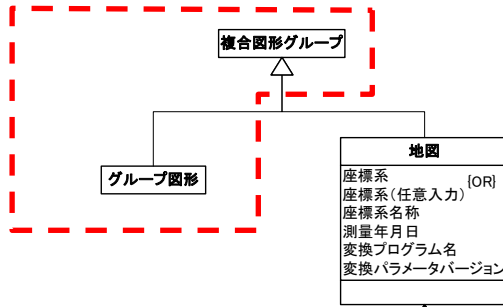 複合図形グループ
グループ図形
地図
座標系
{OR}
座標系(任意入力)
座標系名称
測量年月日
変換プログラム名
変換パラメータバージョン